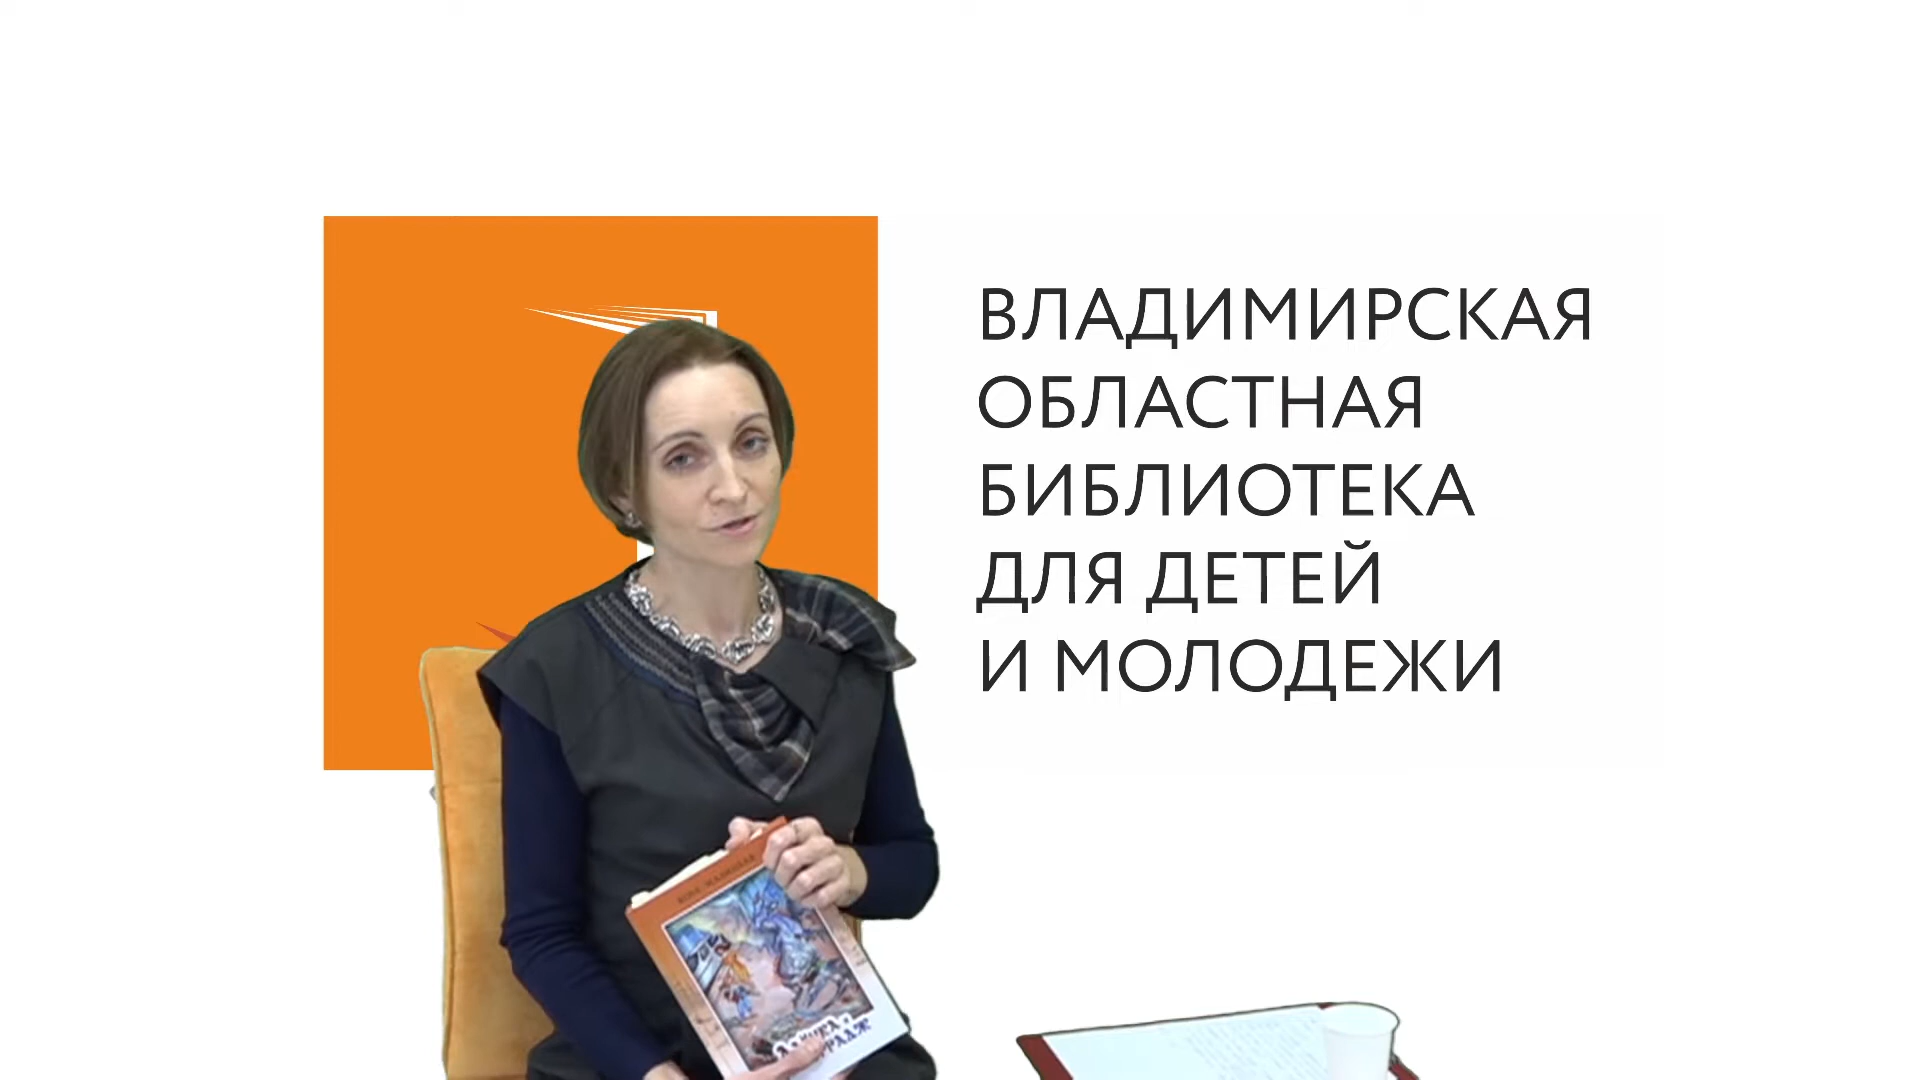 ВЛАДИМИРСКАЯ
ОБЛАСТНАЯ
БИБЛИОТЕКА
ДЛЯ ДЕТЕЙ
И МОЛОДЕЖИ